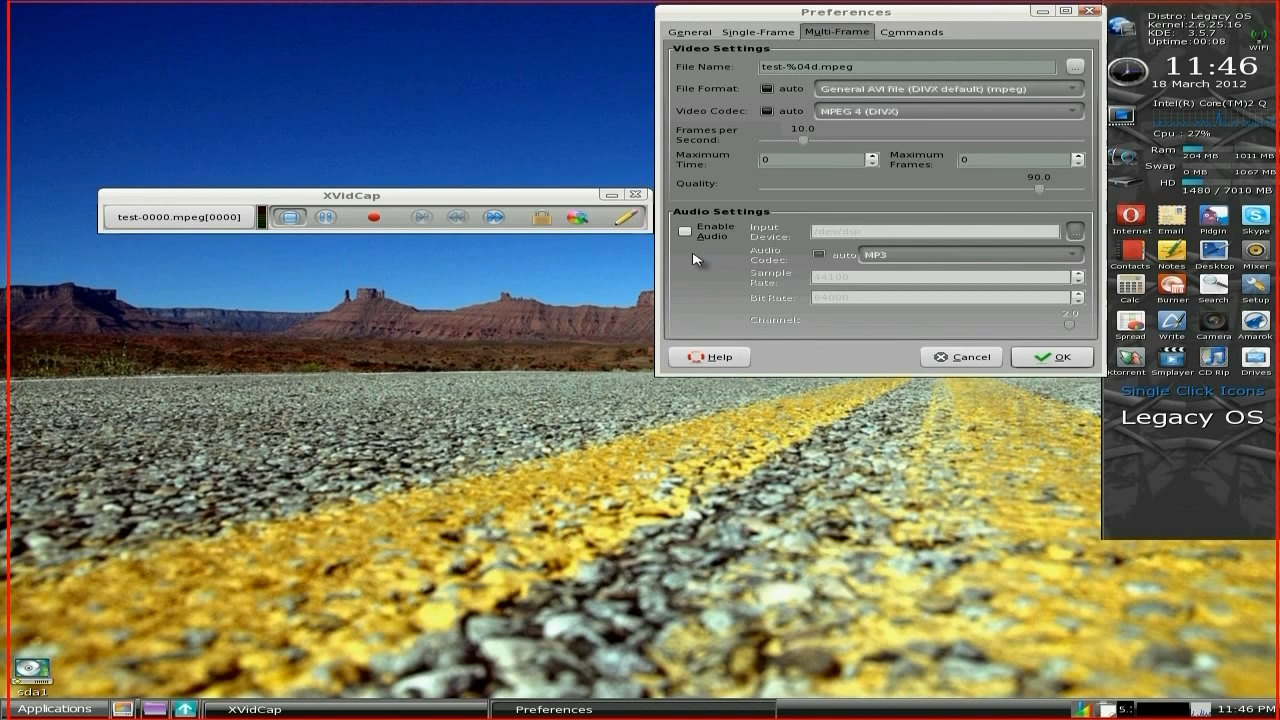 Preferences
General Single-Frame Multi-Frame Commands
Video Settings
File Name: test-%04d.mpeg ...
File Format: auto General AVI file (DIVX default) (mpeg)
Video Codec: auto MPEG 4 (DIVX)
Frames per Second: 10.0
Maximum Time: 0 Maximum Frames: 0
Quality: 90.0
Audio Settings
Enable Audio Input Device: /dev/dsp ...
Audio Codec: auto MP3
Sample Rate: 44100
Bit Rate: 64000
Channels: 2.0
Help Cancel OK
XVidCap
test-0000.mpeg[0000]
Distro: Legacy OS
Kernel:2.6.25.16
KDE: 3.5.7
Uptime:00:08
WIFI
11:46
18 March 2012
Intel(R) Core(TM)2 Q
Cpu : 27%
Ram
204 MB 1011 MB
Swap
0 MB 1067 MB
HD
1480 / 7010 MB
Internet Email Pidgin Skype
Contacts Notes Desktop Mixer
Calc Burner Search Setup
Spread Write Camera Amarok
Ktorrent Smplayer CD Rip Drives
Single Click Icons
Legacy OS
sda1
Applications XVidCap Preferences 5.: 11:46 PM